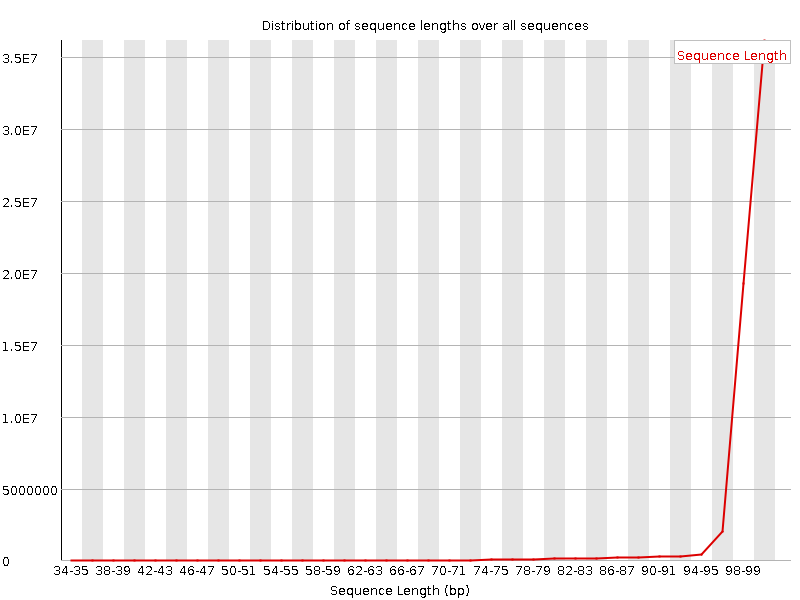 Distribution of sequence lengths over all sequences
Sequence Length
3.5E7
3.0E7
2.5E7
2.0E7
1.5E7
1.0E7
5000000
0
34-35 38-39 42-43 46-47 50-51 54-55 58-59 62-63 66-67 70-71 74-75 78-79 82-83 86-87 90-91 94-95 98-99
Sequence Length (bp)